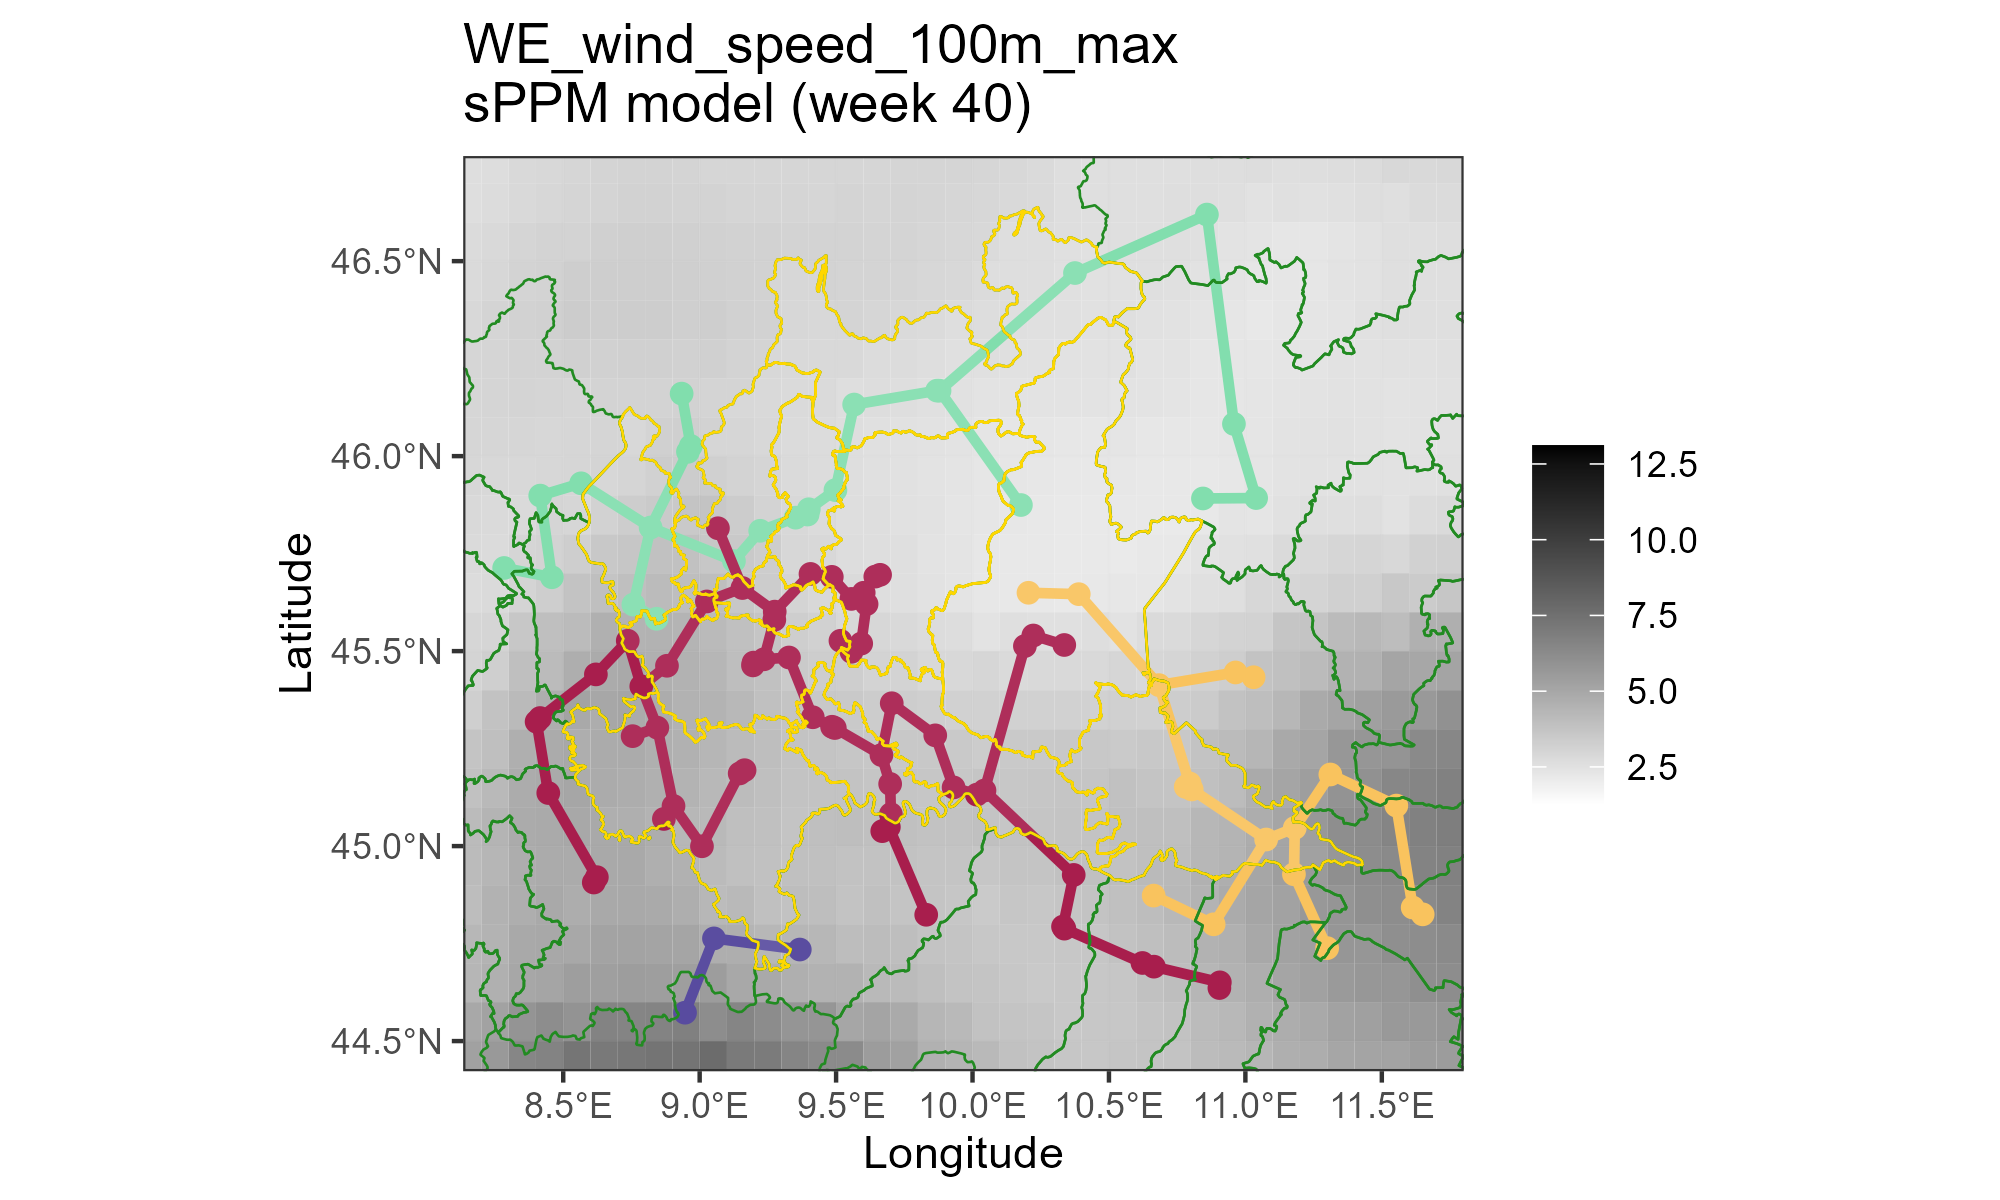 WE_wind_speed_100m_max
sPPM model (week 40)
Latitude
46.5°N
46.0°N
45.5°N
45.0°N
44.5°N
8.5°E
9.0°E
9.5°E
10.0°E
10.5°E
11.0°E
11.5°E
Longitude
12.5
10.0
7.5
5.0
2.5